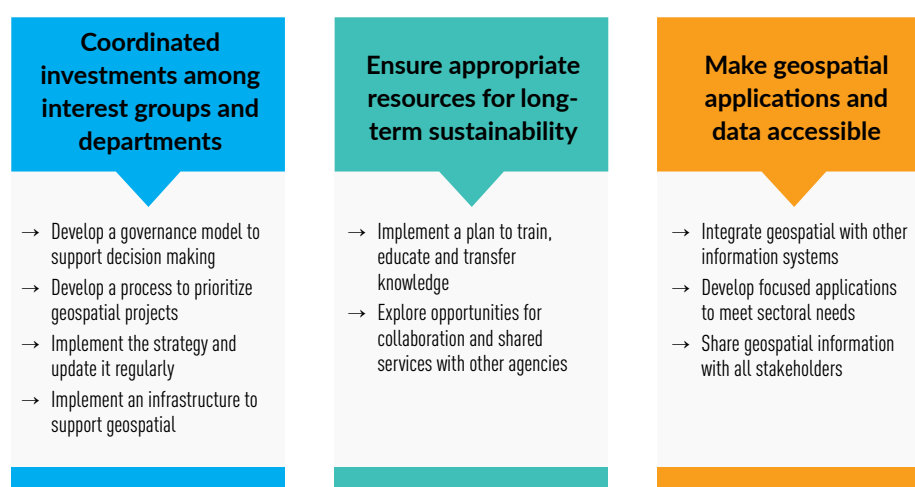 Coordinated
investments among
interest groups and
departments
→ Develop a governance model to
support decision making
→ Develop a process to prioritize
geospatial projects
→ Implement the strategy and
update it regularly
→ Implement an infrastructure to
support geospatial
Ensure appropriate
resources for long-
term sustainability
→ Implement a plan to train,
educate and transfer
knowledge
→ Explore opportunities for
collaboration and shared
services with other agencies
Make geospatial
applications and
data accessible
→ Integrate geospatial with other
information systems
→ Develop focused applications
to meet sectoral needs
→ Share geospatial information
with all stakeholders